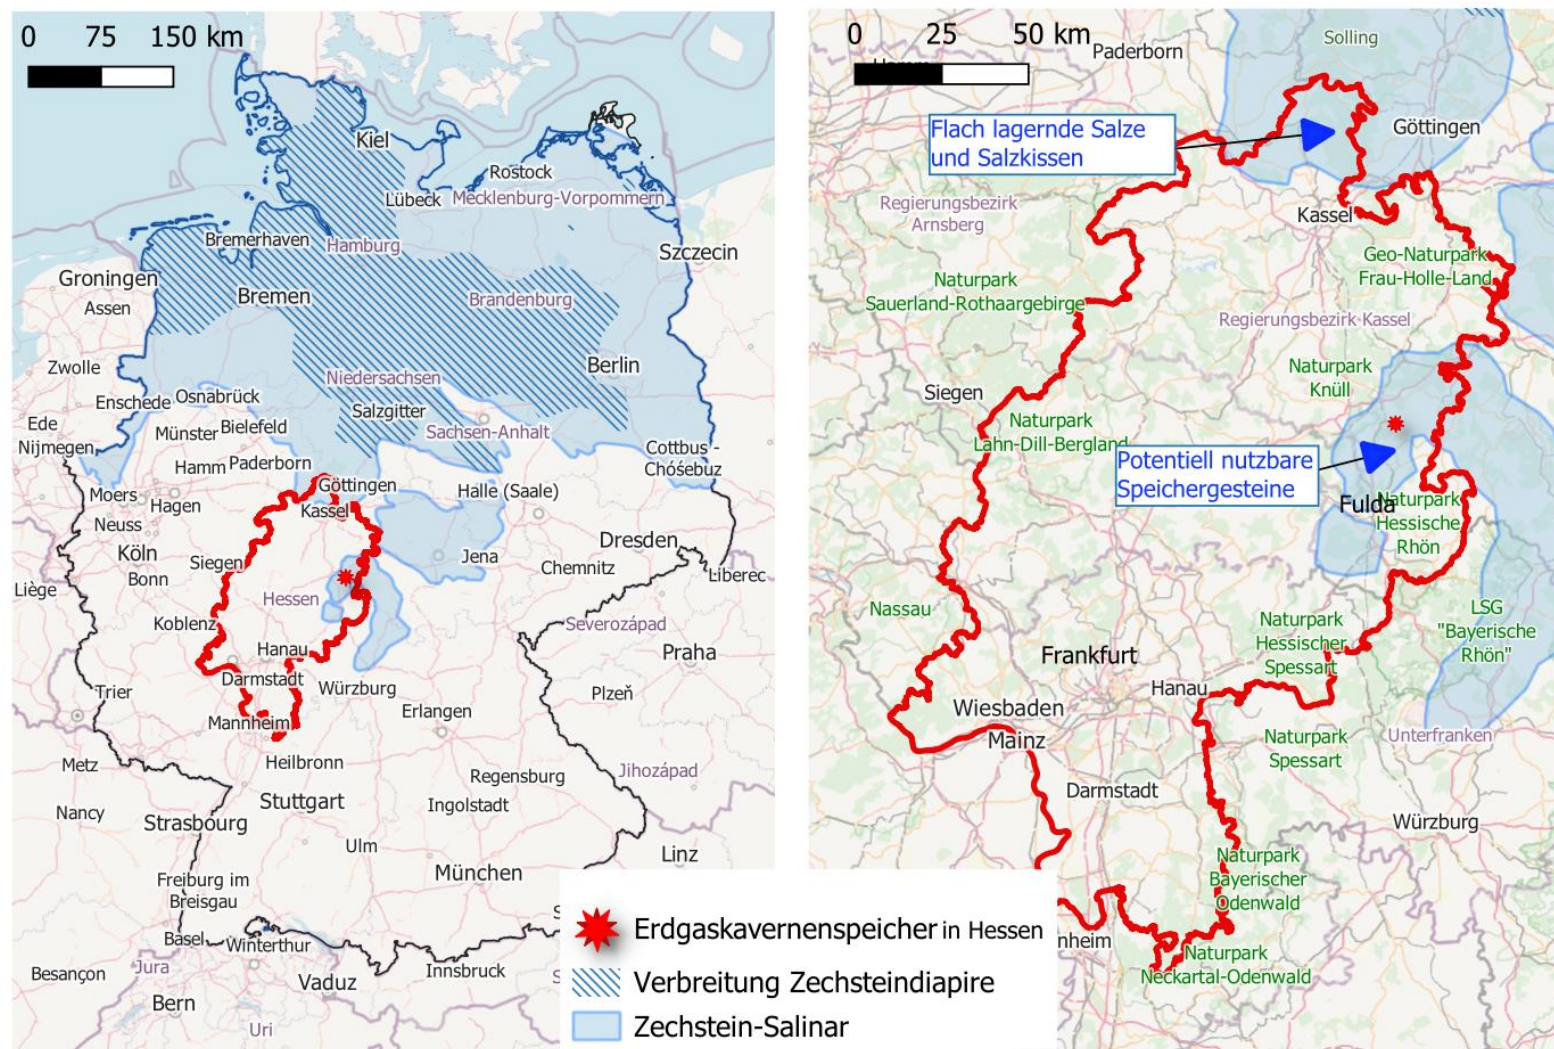 0 75 150 km
Kiel
Rostock
Lübeck
Mecklenburg-Vorpommern
Bremerhaven
Hamburg
Szczecin
Groningen
Assen
Bremen
Brandenburg
Zwolle
Berlin
Niedersachsen
Enschede
Osnabrück
Salzgitter
Ede
Münster
Bielefeld
Sachsen-Anhalt
Nijmegen
Cottbus -
Chóśebuz
Hamm
Paderborn
Göttingen
Halle (Saale)
Moers
Hagen
Kassel
Neuss
Köln
Siegen
Jena
Dresden
Bonn
Chemnitz
Liberec
Liège
Hessen
Koblenz
Severozápad
Hanau
Praha
Darmstadt
Würzburg
Trier
Plzeň
Erlangen
Mannheim
Metz
Heilbronn
Regensburg
Jihozápad
Nancy
Stuttgart
Ingolstadt
Strasbourg
Ulm
Linz
München
Freiburg im
Breisgau
Basel
Winterthur
Besançon
Jura
Vaduz
Innsbruck
Bern
Uri
0 25 50 km
Paderborn
Solling
Flach lagernde Salze
und Salzkissen
Göttingen
Regierungsbezirk
Arnsberg
Kassel
Geo-Naturpark
Frau-Holle-Land
Naturpark
Sauerland-Rothaargebirge
Regierungsbezirk Kassel
Naturpark
Knüll
Siegen
Naturpark
Lahn-Dill-Bergland
Potentiell nutzbare
Speichergesteine
Fulda
Naturpark
Hessische
Rhön
Nassau
Naturpark
Hessischer
Spessart
LSG
"Bayerische
Rhön"
Frankfurt
Hanau
Wiesbaden
Mainz
Naturpark
Spessart
Unterfranken
Darmstadt
Würzburg
Naturpark
Bayerischer
Odenwald
nheim
Naturpark
Neckartal-Odenwald
Erdgaskavernenspeicher in Hessen
Verbreitung Zechsteindiapire
Zechstein-Salinar